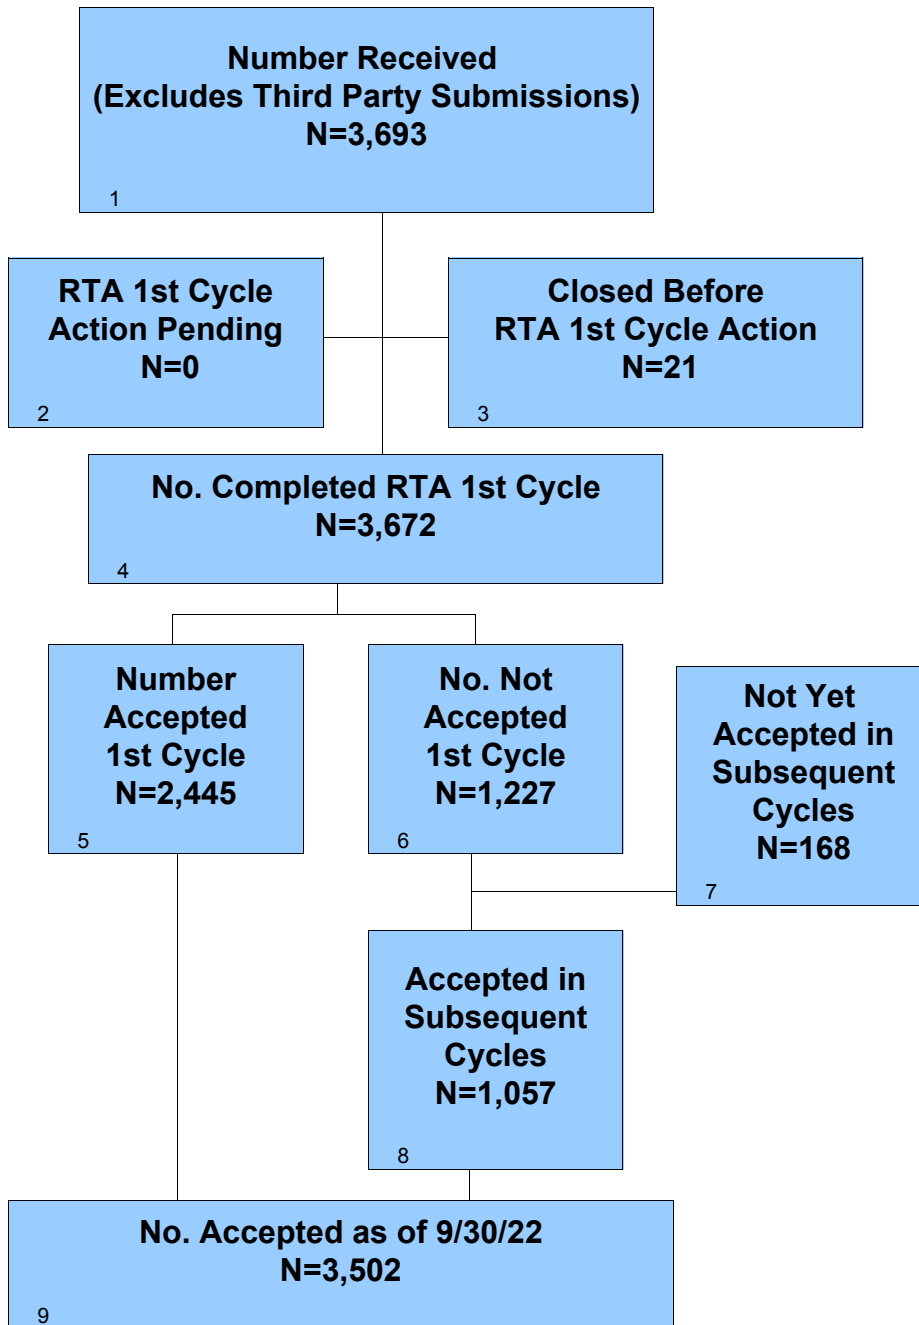 Number Received
(Excludes Third Party Submissions)
N=3,693
1
RTA 1st Cycle
Action Pending
N=0
2
Closed Before
RTA 1st Cycle Action
N=21
3
No. Completed RTA 1st Cycle
N=3,672
4
Number
Accepted
1st Cycle
N=2,445
5
No. Not
Accepted
1st Cycle
N=1,227
6
Not Yet
Accepted in
Subsequent
Cycles
N=168
7
Accepted in
Subsequent
Cycles
N=1,057
8
No. Accepted as of 9/30/22
N=3,502
9